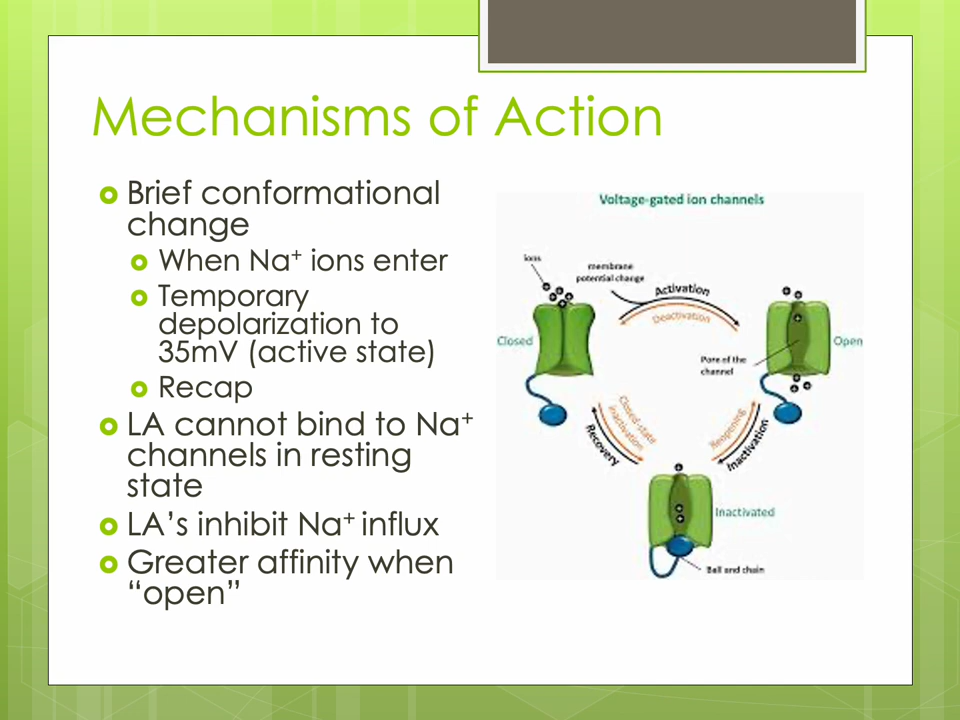 Mechanisms of Action
Brief conformational
change
When Na⁺ ions enter
Temporary
depolarization to
35mV (active state)
Recap
LA cannot bind to Na⁺
channels in resting
state
LA's inhibit Na⁺ influx
Greater affinity when
“open”
Voltage-gated ion channels
ions
membrane
potential change
Activation
Deactivation
Closed
Open
Pore of the
channel
Closed-state
inactivation
Recovery
Reopening
Inactivation
Inactivated
Ball and chain